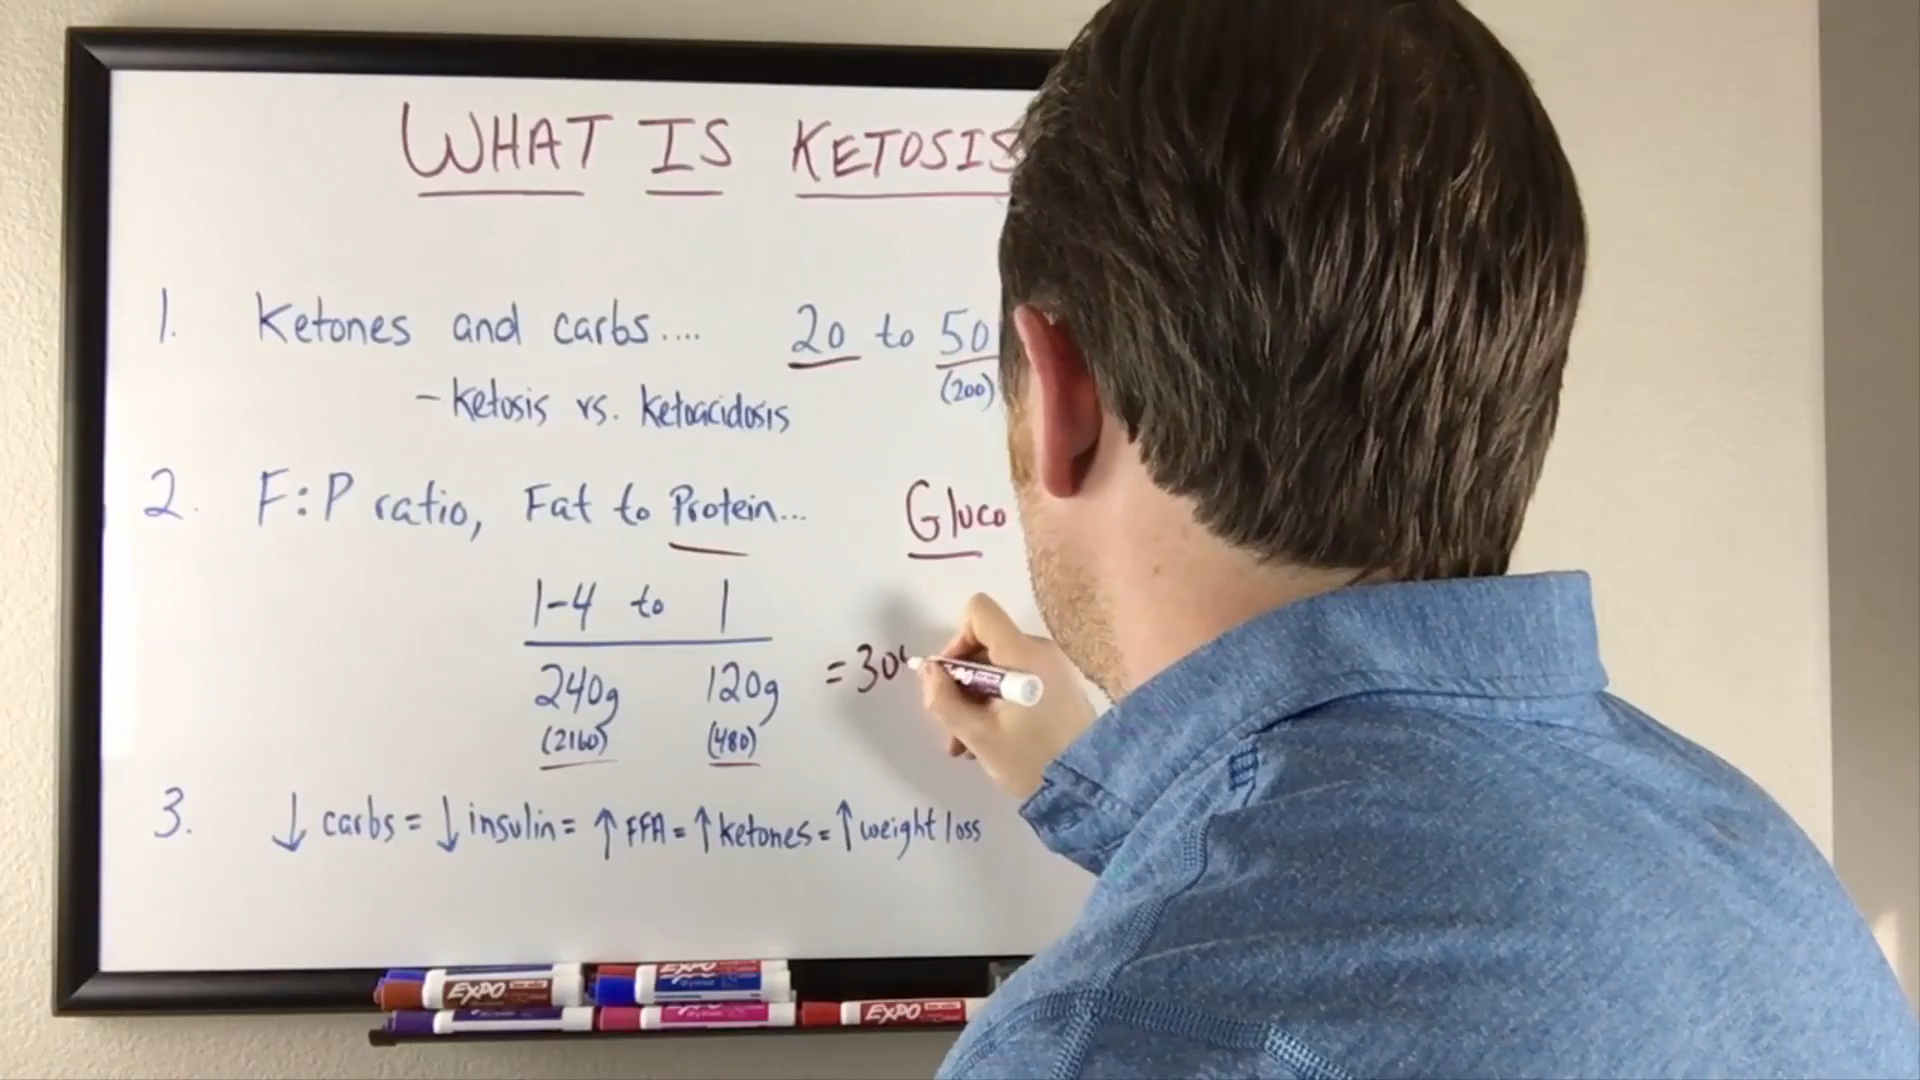 WHAT IS KETOSIS
1. Ketones and carbs.... 20 to 50
(200)
- Ketosis vs. Ketoacidosis
2. F:P ratio, Fat to Protein... Gluco
1-4 to 1
240g 120g = 300
(2160) (480)
3. ↓ carbs = ↓ insulin = ↑ FFA = ↑ ketones = ↑ weight loss
EXPO EXPO
EXPO